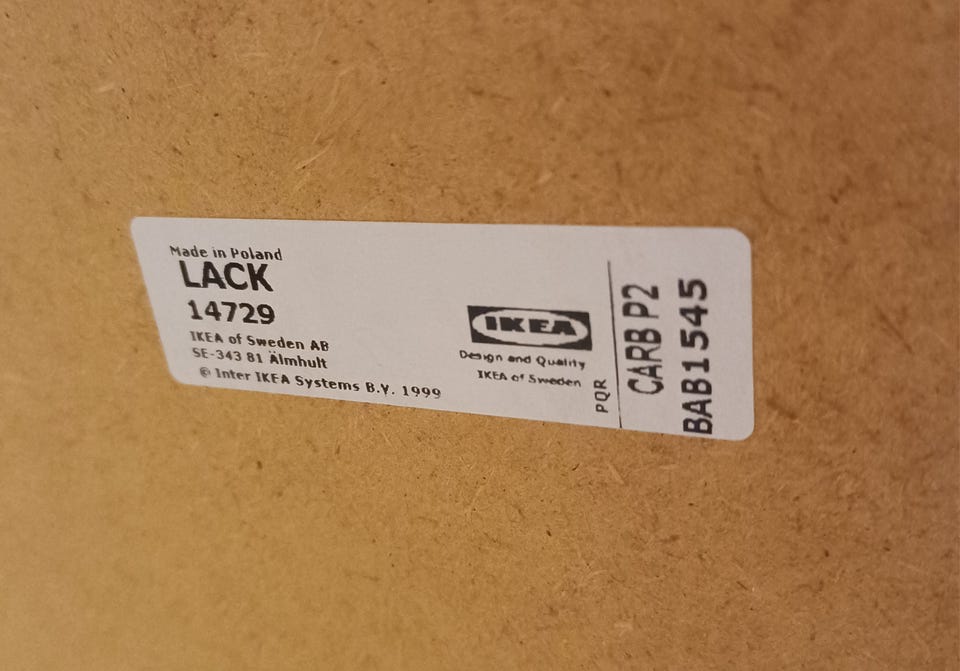 Made in Poland
LACK
14729
IKEA of Sweden AB
SE-343 81 Älmhult
© Inter IKEA Systems B.V. 1999
IKEA
Design and Quality
IKEA of Sweden
PQR
CARB P2
BAB1545